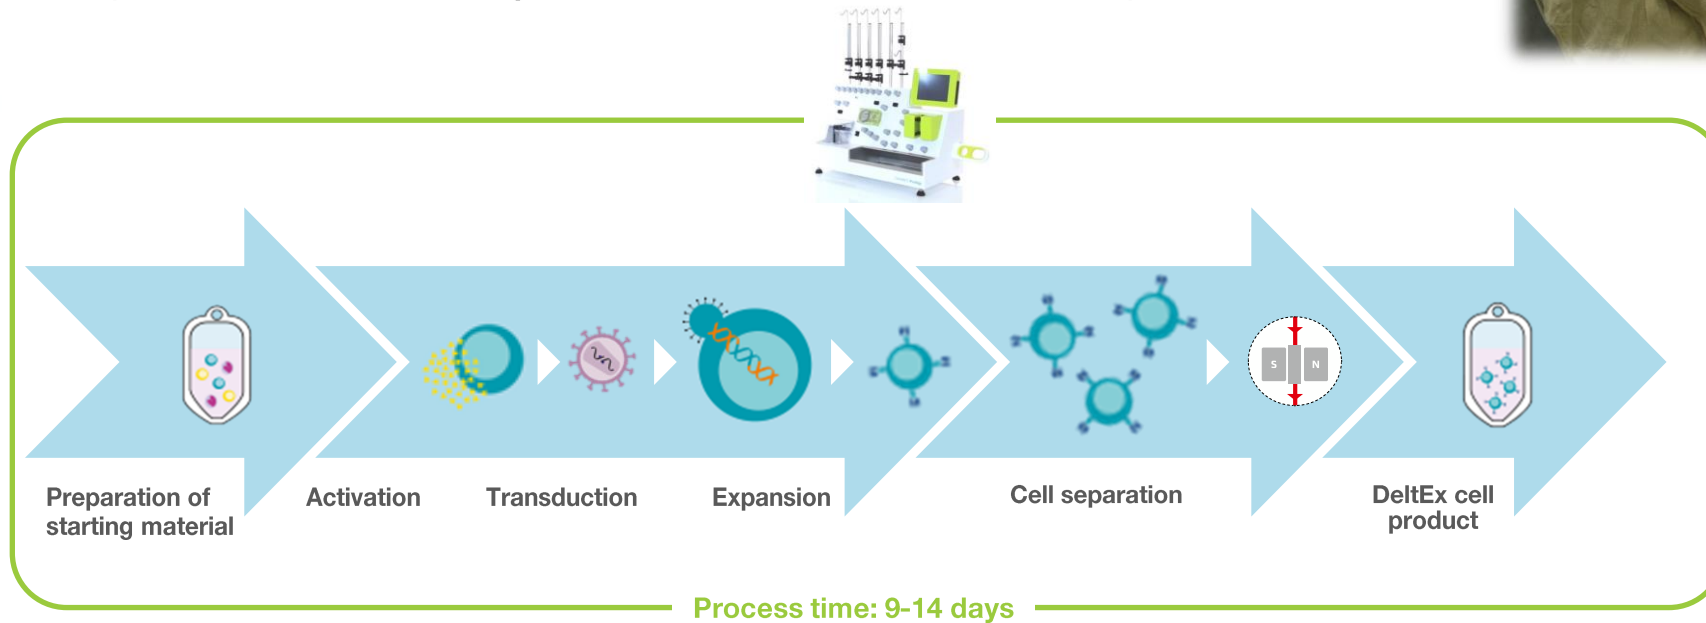 Preparation of
starting material
Activation
Transduction
Expansion
Cell separation
S
N
DeltEx cell
product
Process time: 9-14 days